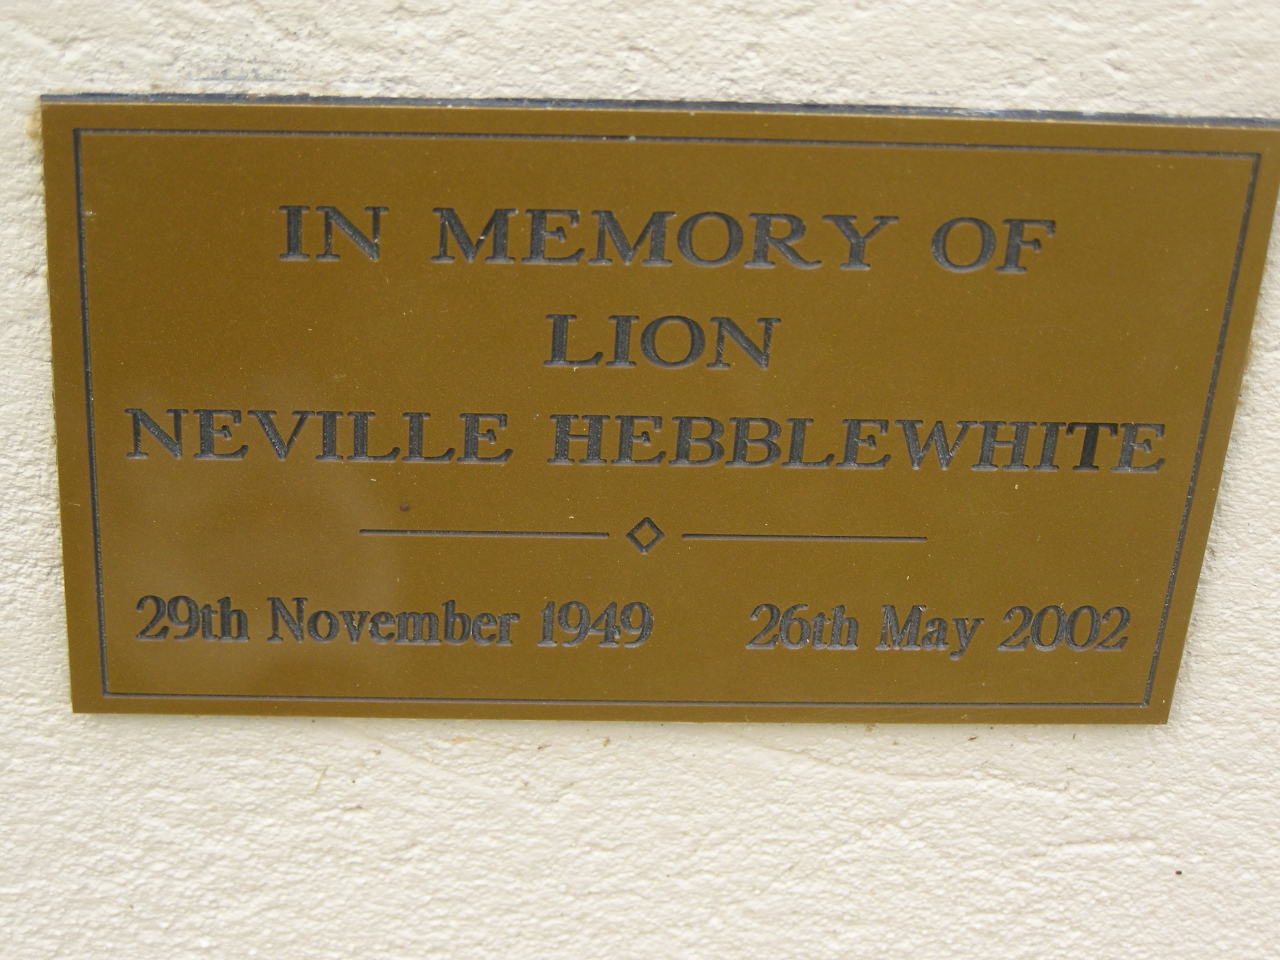 IN MEMORY OF
LION
NEVILLE HEBBLEWHITE
29th November 1949 26th May 2002